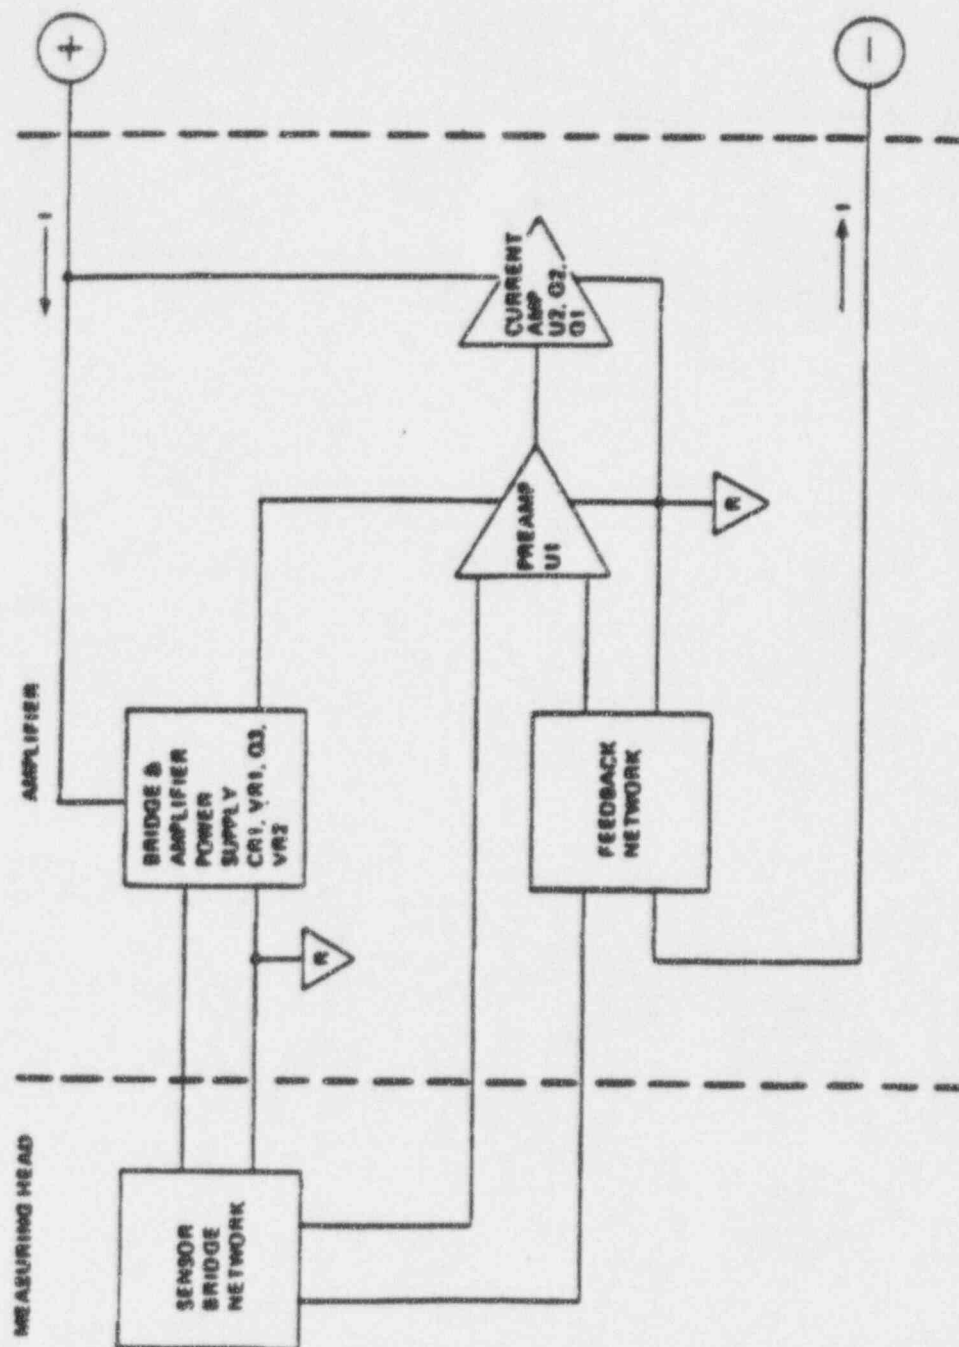 MEASURING HEAD
AMPLIFIER
+
I
SENSOR
BRIDGE
NETWORK
BRIDGE &
AMPLIFIER
POWER
SUPPLY
CR1, VR1, Q3,
VR2
R
PREAMP
U1
CURRENT
AMP
U2, Q2,
Q1
R
FEEDBACK
NETWORK
I
−